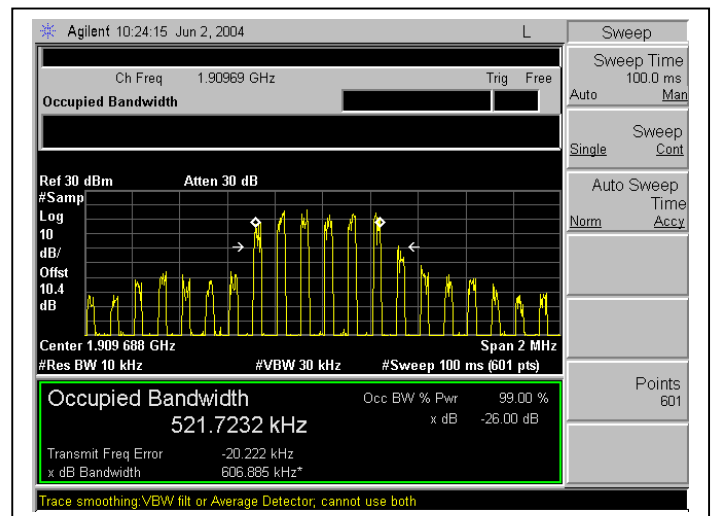 Agilent 10:24:15 Jun 2, 2004 L
Sweep
Ch Freq 1.90969 GHz Trig Free
Occupied Bandwidth
Sweep Time
100.0 ms
Auto Man
Sweep
Single Cont
Auto Sweep
Time
Norm Accy
Ref 30 dBm Atten 30 dB
#Samp
Log
10
dB/
Offst
10.4
dB
Center 1.909 688 GHz Span 2 MHz
#Res BW 10 kHz #VBW 30 kHz #Sweep 100 ms (601 pts)
Points
601
Occupied Bandwidth Occ BW % Pwr 99.00 %
521.7232 kHz x dB -26.00 dB
Transmit Freq Error -20.222 kHz
x dB Bandwidth 606.885 kHz*
Trace smoothing:VBW filt or Average Detector; cannot use both